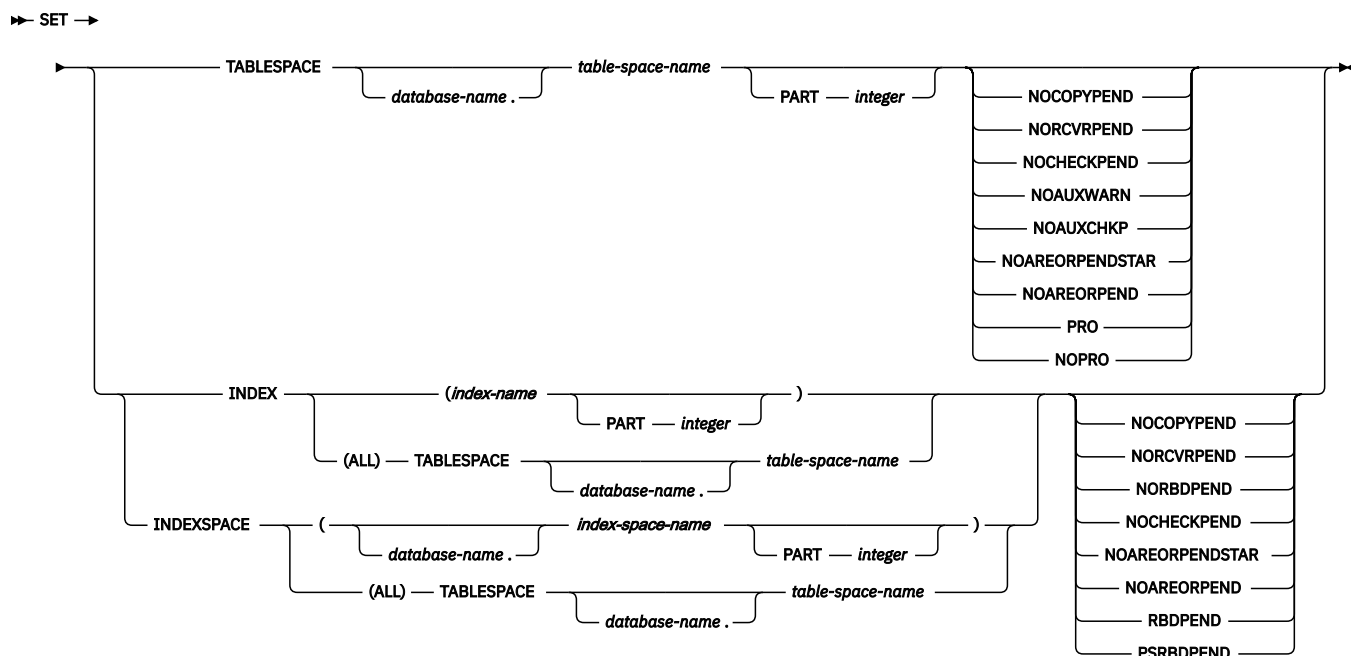 SET
TABLESPACE table-space-name
database-name . PART integer NOCOPYPEND
NORCVRPEND
NOCHECKPEND
NOAUXWARN
NOAUXCHKP
NOAREORPENDSTAR
NOAREORPEND
PRO
NOPRO
INDEX (index-name )
PART integer NOCOPYPEND
(ALL) TABLESPACE table-space-name NORCVRPEND
database-name . NORBDPEND
INDEXSPACE ( index-space-name ) NOCHECKPEND
database-name . PART integer NOAREORPENDSTAR
(ALL) TABLESPACE table-space-name NOAREORPEND
database-name . RBDPEND
PSRBDPEND